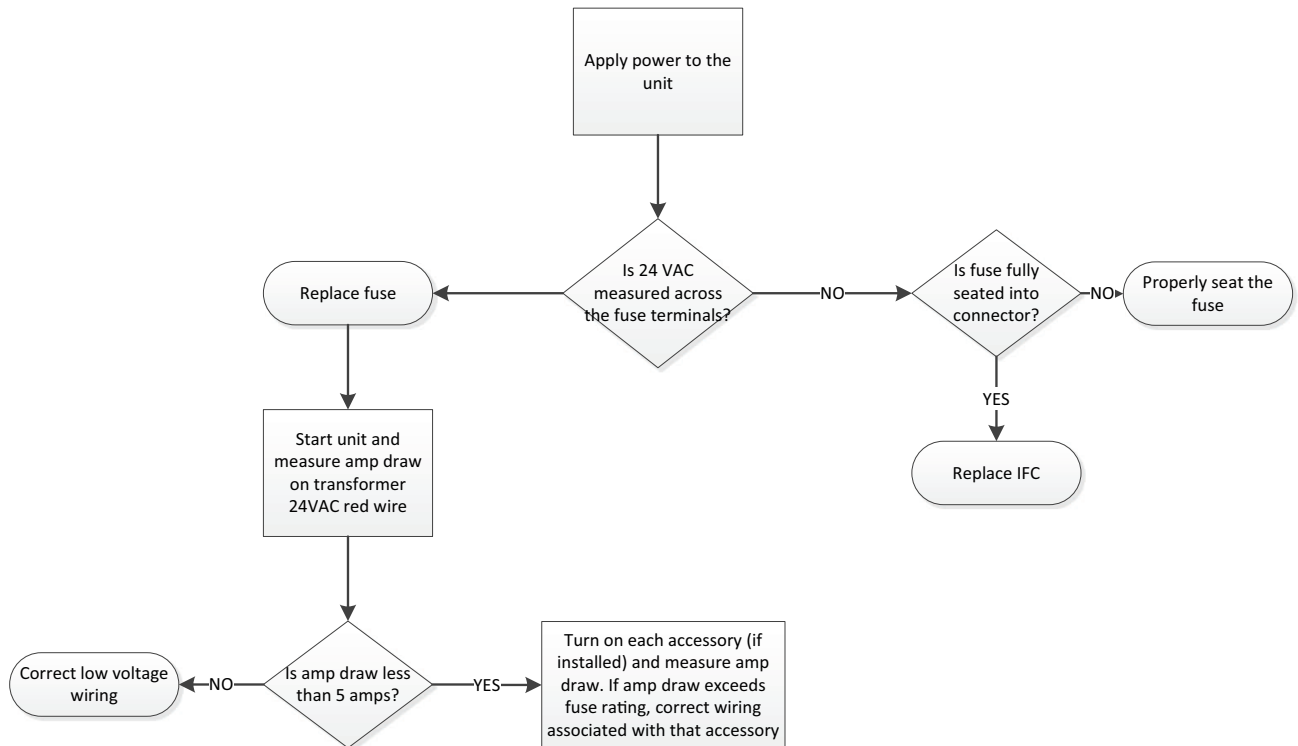 Apply power to the
unit
Is 24 VAC
measured across
the fuse terminals?
Replace fuse
NO
Is fuse fully
seated into
connector?
NO
Properly seat the
fuse
YES
Replace IFC
Start unit and
measure amp draw
on transformer
24VAC red wire
Is amp draw less
than 5 amps?
NO
Correct low voltage
wiring
YES
Turn on each accessory (if
installed) and measure amp
draw. If amp draw exceeds
fuse rating, correct wiring
associated with that accessory